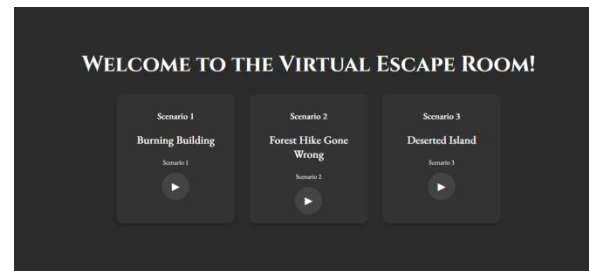 Welcome to the Virtual Escape Room!
Scenario 1
Burning Building
Scenario 1
Scenario 2
Forest Hike Gone
Wrong
Scenario 2
Scenario 3
Deserted Island
Scenario 3